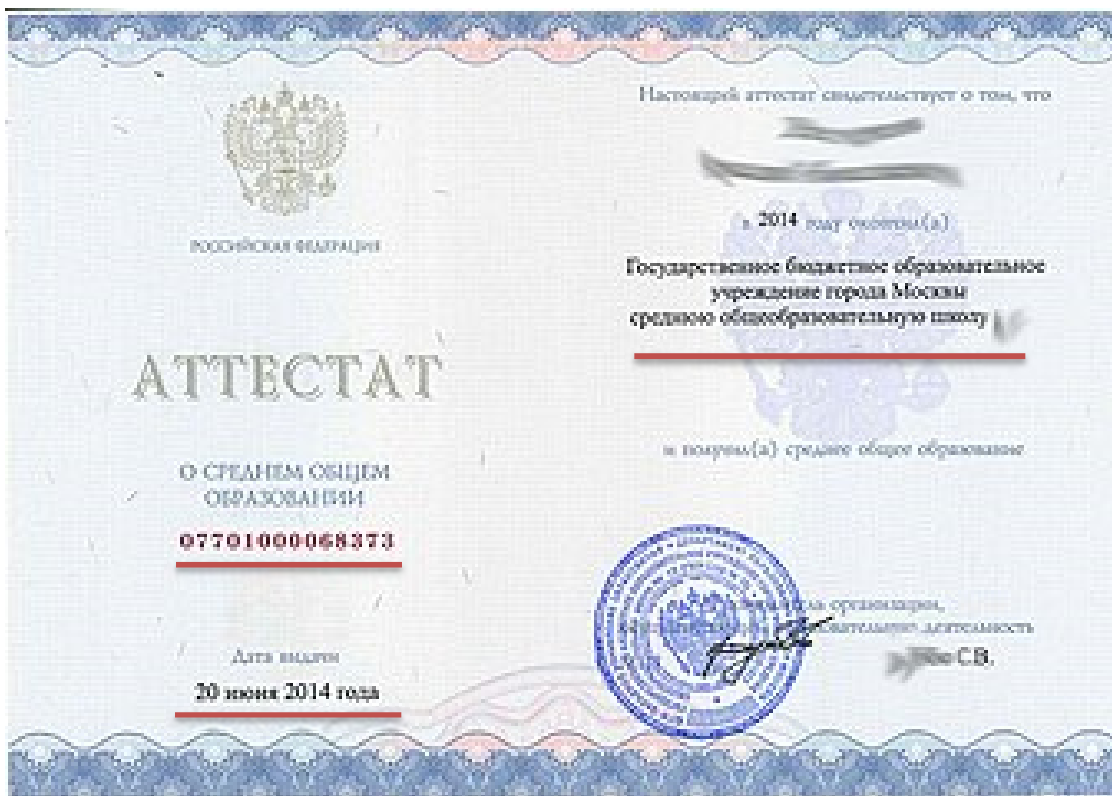 РОССИЙСКАЯ ФЕДЕРАЦИЯ
АТТЕСТАТ
О СРЕДНЕМ ОБЩЕМ
ОБРАЗОВАНИИ
07701000068373
Дата выдачи
20 июня 2014 года
Настоящий аттестат свидетельствует о том, что
в 2014 году окончил(а)
Государственное бюджетное образовательное
учреждение города Москвы
среднюю общеобразовательную школу
и получил(а) среднее общее образование
организации,
деятельность
С.В.